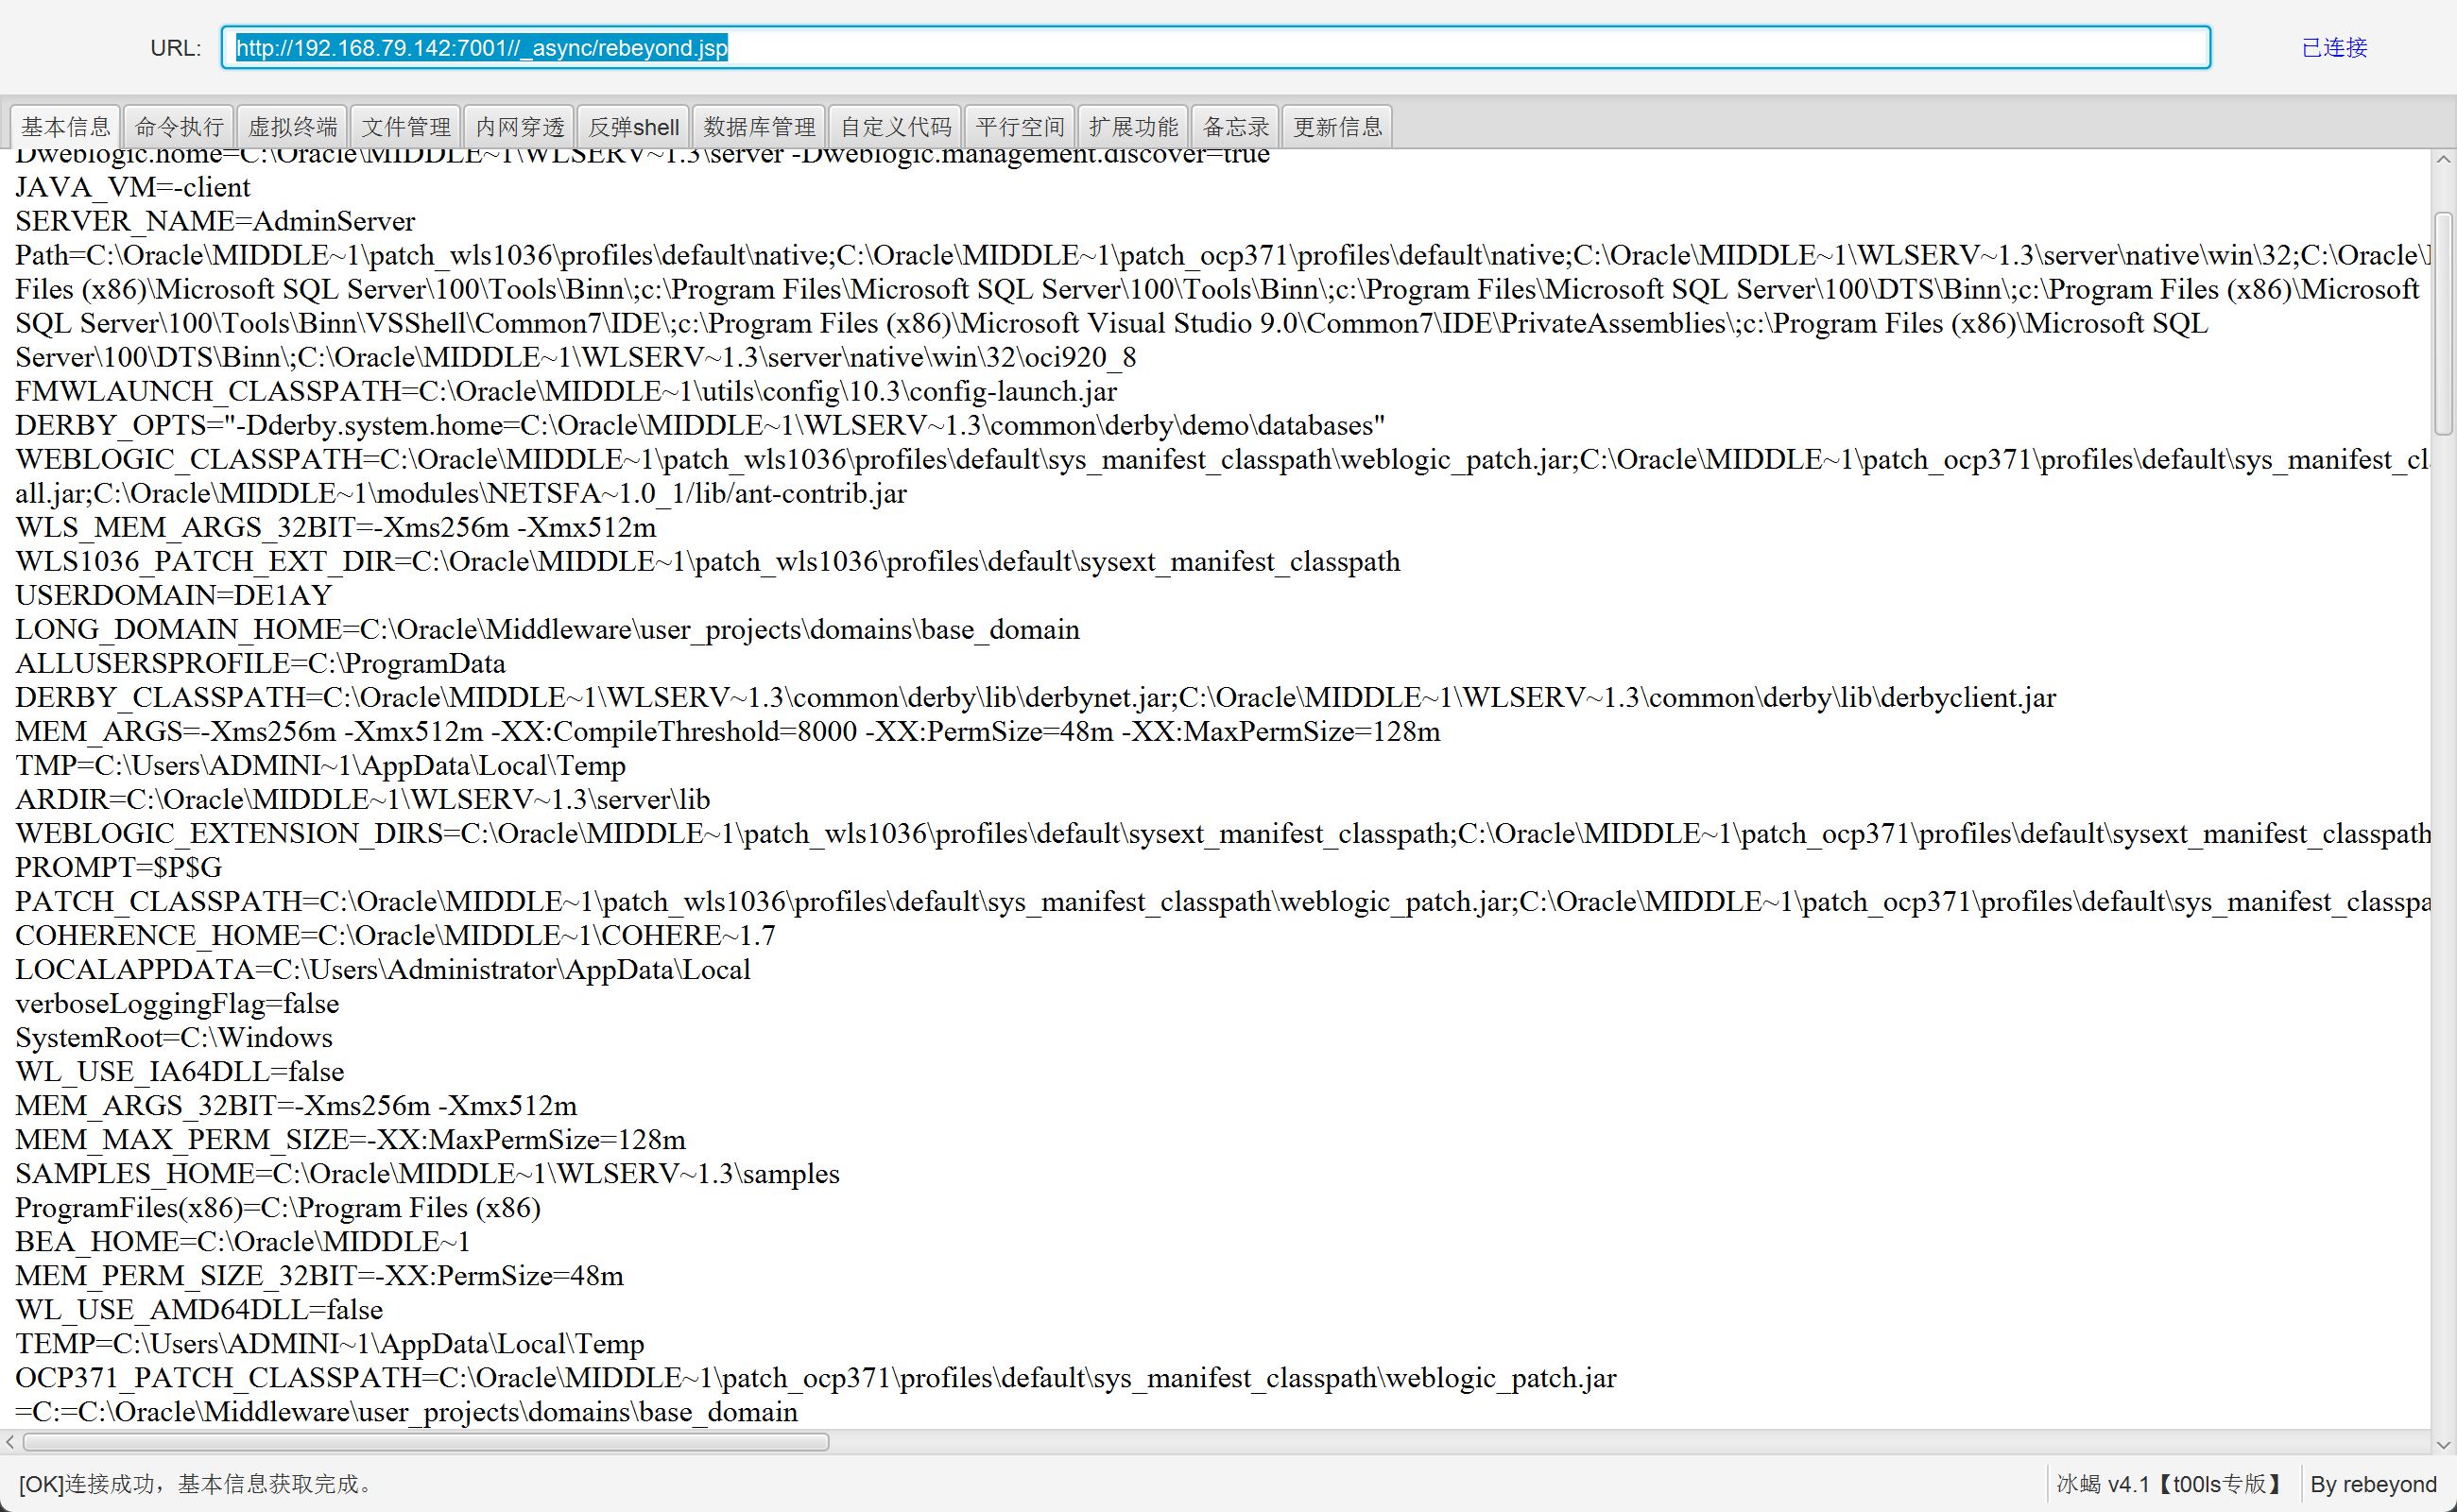 URL: http://192.168.79.142:7001//_async/rebeyond.jsp 已连接
基本信息 命令执行 虚拟终端 文件管理 内网穿透 反弹shell 数据库管理 自定义代码 平行空间 扩展功能 备忘录 更新信息
Dweblogic.home=C:\Oracle\MIDDLE~1\WLSERV~1.3\server -Dweblogic.management.discover=true
JAVA_VM=-client
SERVER_NAME=AdminServer
Path=C:\Oracle\MIDDLE~1\patch_wls1036\profiles\default\native;C:\Oracle\MIDDLE~1\patch_ocp371\profiles\default\native;C:\Oracle\MIDDLE~1\WLSERV~1.3\server\native\win\32;C:\Oracle\
Files (x86)\Microsoft SQL Server\100\Tools\Binn\;c:\Program Files\Microsoft SQL Server\100\Tools\Binn\;c:\Program Files\Microsoft SQL Server\100\DTS\Binn\;c:\Program Files (x86)\Microsoft
SQL Server\100\Tools\Binn\VSShell\Common7\IDE\;c:\Program Files (x86)\Microsoft Visual Studio 9.0\Common7\IDE\PrivateAssemblies\;c:\Program Files (x86)\Microsoft SQL
Server\100\DTS\Binn\;C:\Oracle\MIDDLE~1\WLSERV~1.3\server\native\win\32\oci920_8
FMWLAUNCH_CLASSPATH=C:\Oracle\MIDDLE~1\utils\config\10.3\config-launch.jar
DERBY_OPTS="-Dderby.system.home=C:\Oracle\MIDDLE~1\WLSERV~1.3\common\derby\demo\databases"
WEBLOGIC_CLASSPATH=C:\Oracle\MIDDLE~1\patch_wls1036\profiles\default\sys_manifest_classpath\weblogic_patch.jar;C:\Oracle\MIDDLE~1\patch_ocp371\profiles\default\sys_manifest_cl
all.jar;C:\Oracle\MIDDLE~1\modules\NETSFA~1.0_1/lib/ant-contrib.jar
WLS_MEM_ARGS_32BIT=-Xms256m -Xmx512m
WLS1036_PATCH_EXT_DIR=C:\Oracle\MIDDLE~1\patch_wls1036\profiles\default\sysext_manifest_classpath
USERDOMAIN=DE1AY
LONG_DOMAIN_HOME=C:\Oracle\Middleware\user_projects\domains\base_domain
ALLUSERSPROFILE=C:\ProgramData
DERBY_CLASSPATH=C:\Oracle\MIDDLE~1\WLSERV~1.3\common\derby\lib\derbynet.jar;C:\Oracle\MIDDLE~1\WLSERV~1.3\common\derby\lib\derbyclient.jar
MEM_ARGS=-Xms256m -Xmx512m -XX:CompileThreshold=8000 -XX:PermSize=48m -XX:MaxPermSize=128m
TMP=C:\Users\ADMINI~1\AppData\Local\Temp
ARDIR=C:\Oracle\MIDDLE~1\WLSERV~1.3\server\lib
WEBLOGIC_EXTENSION_DIRS=C:\Oracle\MIDDLE~1\patch_wls1036\profiles\default\sysext_manifest_classpath;C:\Oracle\MIDDLE~1\patch_ocp371\profiles\default\sysext_manifest_classpath
PROMPT=$P$G
PATCH_CLASSPATH=C:\Oracle\MIDDLE~1\patch_wls1036\profiles\default\sys_manifest_classpath\weblogic_patch.jar;C:\Oracle\MIDDLE~1\patch_ocp371\profiles\default\sys_manifest_classpa
COHERENCE_HOME=C:\Oracle\MIDDLE~1\COHERE~1.7
LOCALAPPDATA=C:\Users\Administrator\AppData\Local
verboseLoggingFlag=false
SystemRoot=C:\Windows
WL_USE_IA64DLL=false
MEM_ARGS_32BIT=-Xms256m -Xmx512m
MEM_MAX_PERM_SIZE=-XX:MaxPermSize=128m
SAMPLES_HOME=C:\Oracle\MIDDLE~1\WLSERV~1.3\samples
ProgramFiles(x86)=C:\Program Files (x86)
BEA_HOME=C:\Oracle\MIDDLE~1
MEM_PERM_SIZE_32BIT=-XX:PermSize=48m
WL_USE_AMD64DLL=false
TEMP=C:\Users\ADMINI~1\AppData\Local\Temp
OCP371_PATCH_CLASSPATH=C:\Oracle\MIDDLE~1\patch_ocp371\profiles\default\sys_manifest_classpath\weblogic_patch.jar
=C:=C:\Oracle\Middleware\user_projects\domains\base_domain
[OK]连接成功，基本信息获取完成。 冰蝎 v4.1【t00ls专版】 By rebeyond